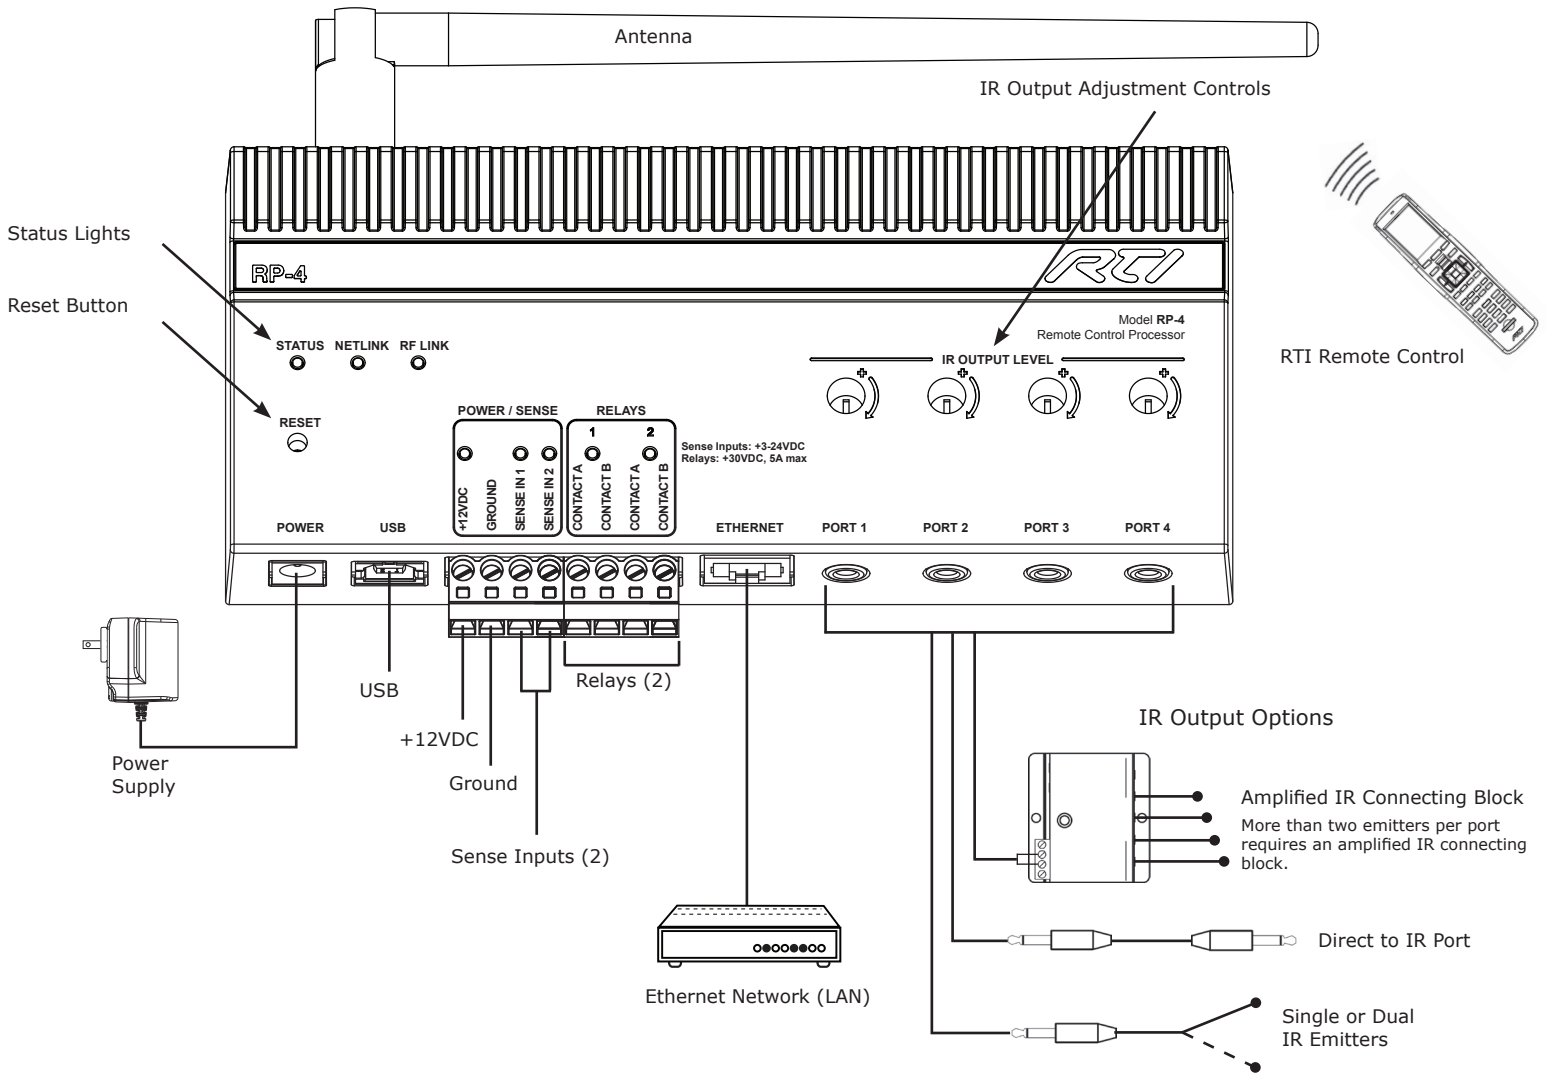 Antenna
IR Output Adjustment Controls
Status Lights
RP-4
RTI
Reset Button
Model RP-4
Remote Control Processor
STATUS NETLINK RF LINK
IR OUTPUT LEVEL
RTI Remote Control
RTI
+ + + +
RESET
POWER / SENSE RELAYS
1 2
Sense Inputs: +3-24VDC
Relays: +30VDC, 5A max
+12VDC
GROUND
SENSE IN 1
SENSE IN 2
CONTACT A
CONTACT B
CONTACT A
CONTACT B
POWER USB ETHERNET PORT 1 PORT 2 PORT 3 PORT 4
USB
Relays (2)
+12VDC
Ground
Power
Supply
Sense Inputs (2)
IR Output Options
Amplified IR Connecting Block
More than two emitters per port
requires an amplified IR connecting
block.
Direct to IR Port
Ethernet Network (LAN)
Single or Dual
IR Emitters